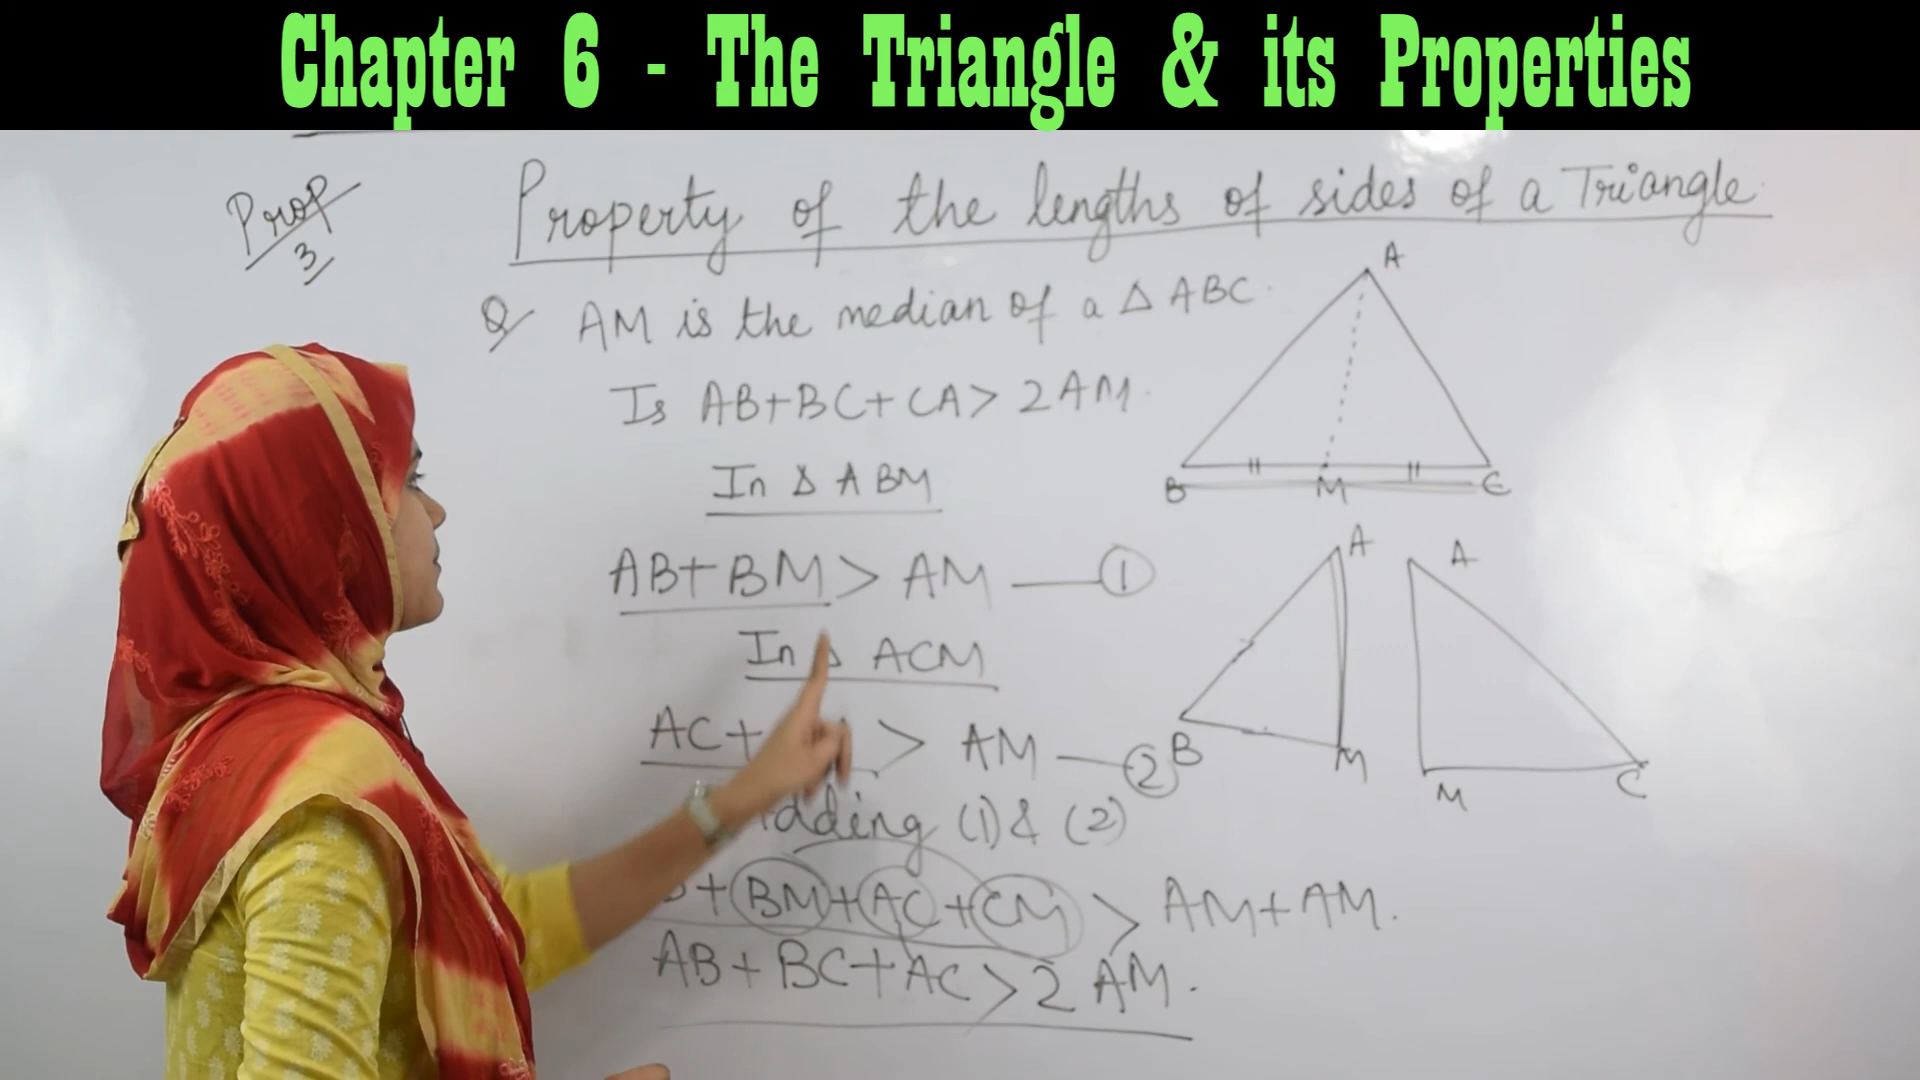 Chapter 6 - The Triangle & its Properties
Prop 3
Property of the lengths of sides of a Triangle
Q AM is the median of a Δ ABC.
Is AB+BC+CA> 2AM.
In Δ ABM
AB+BM> AM — ①
In Δ ACM
AC+ > AM — ②
Adding (1) & (2)
+BM+AC+CM > AM+AM.
AB+BC+AC>2 AM.
A
B M C
A
B M
A
M C